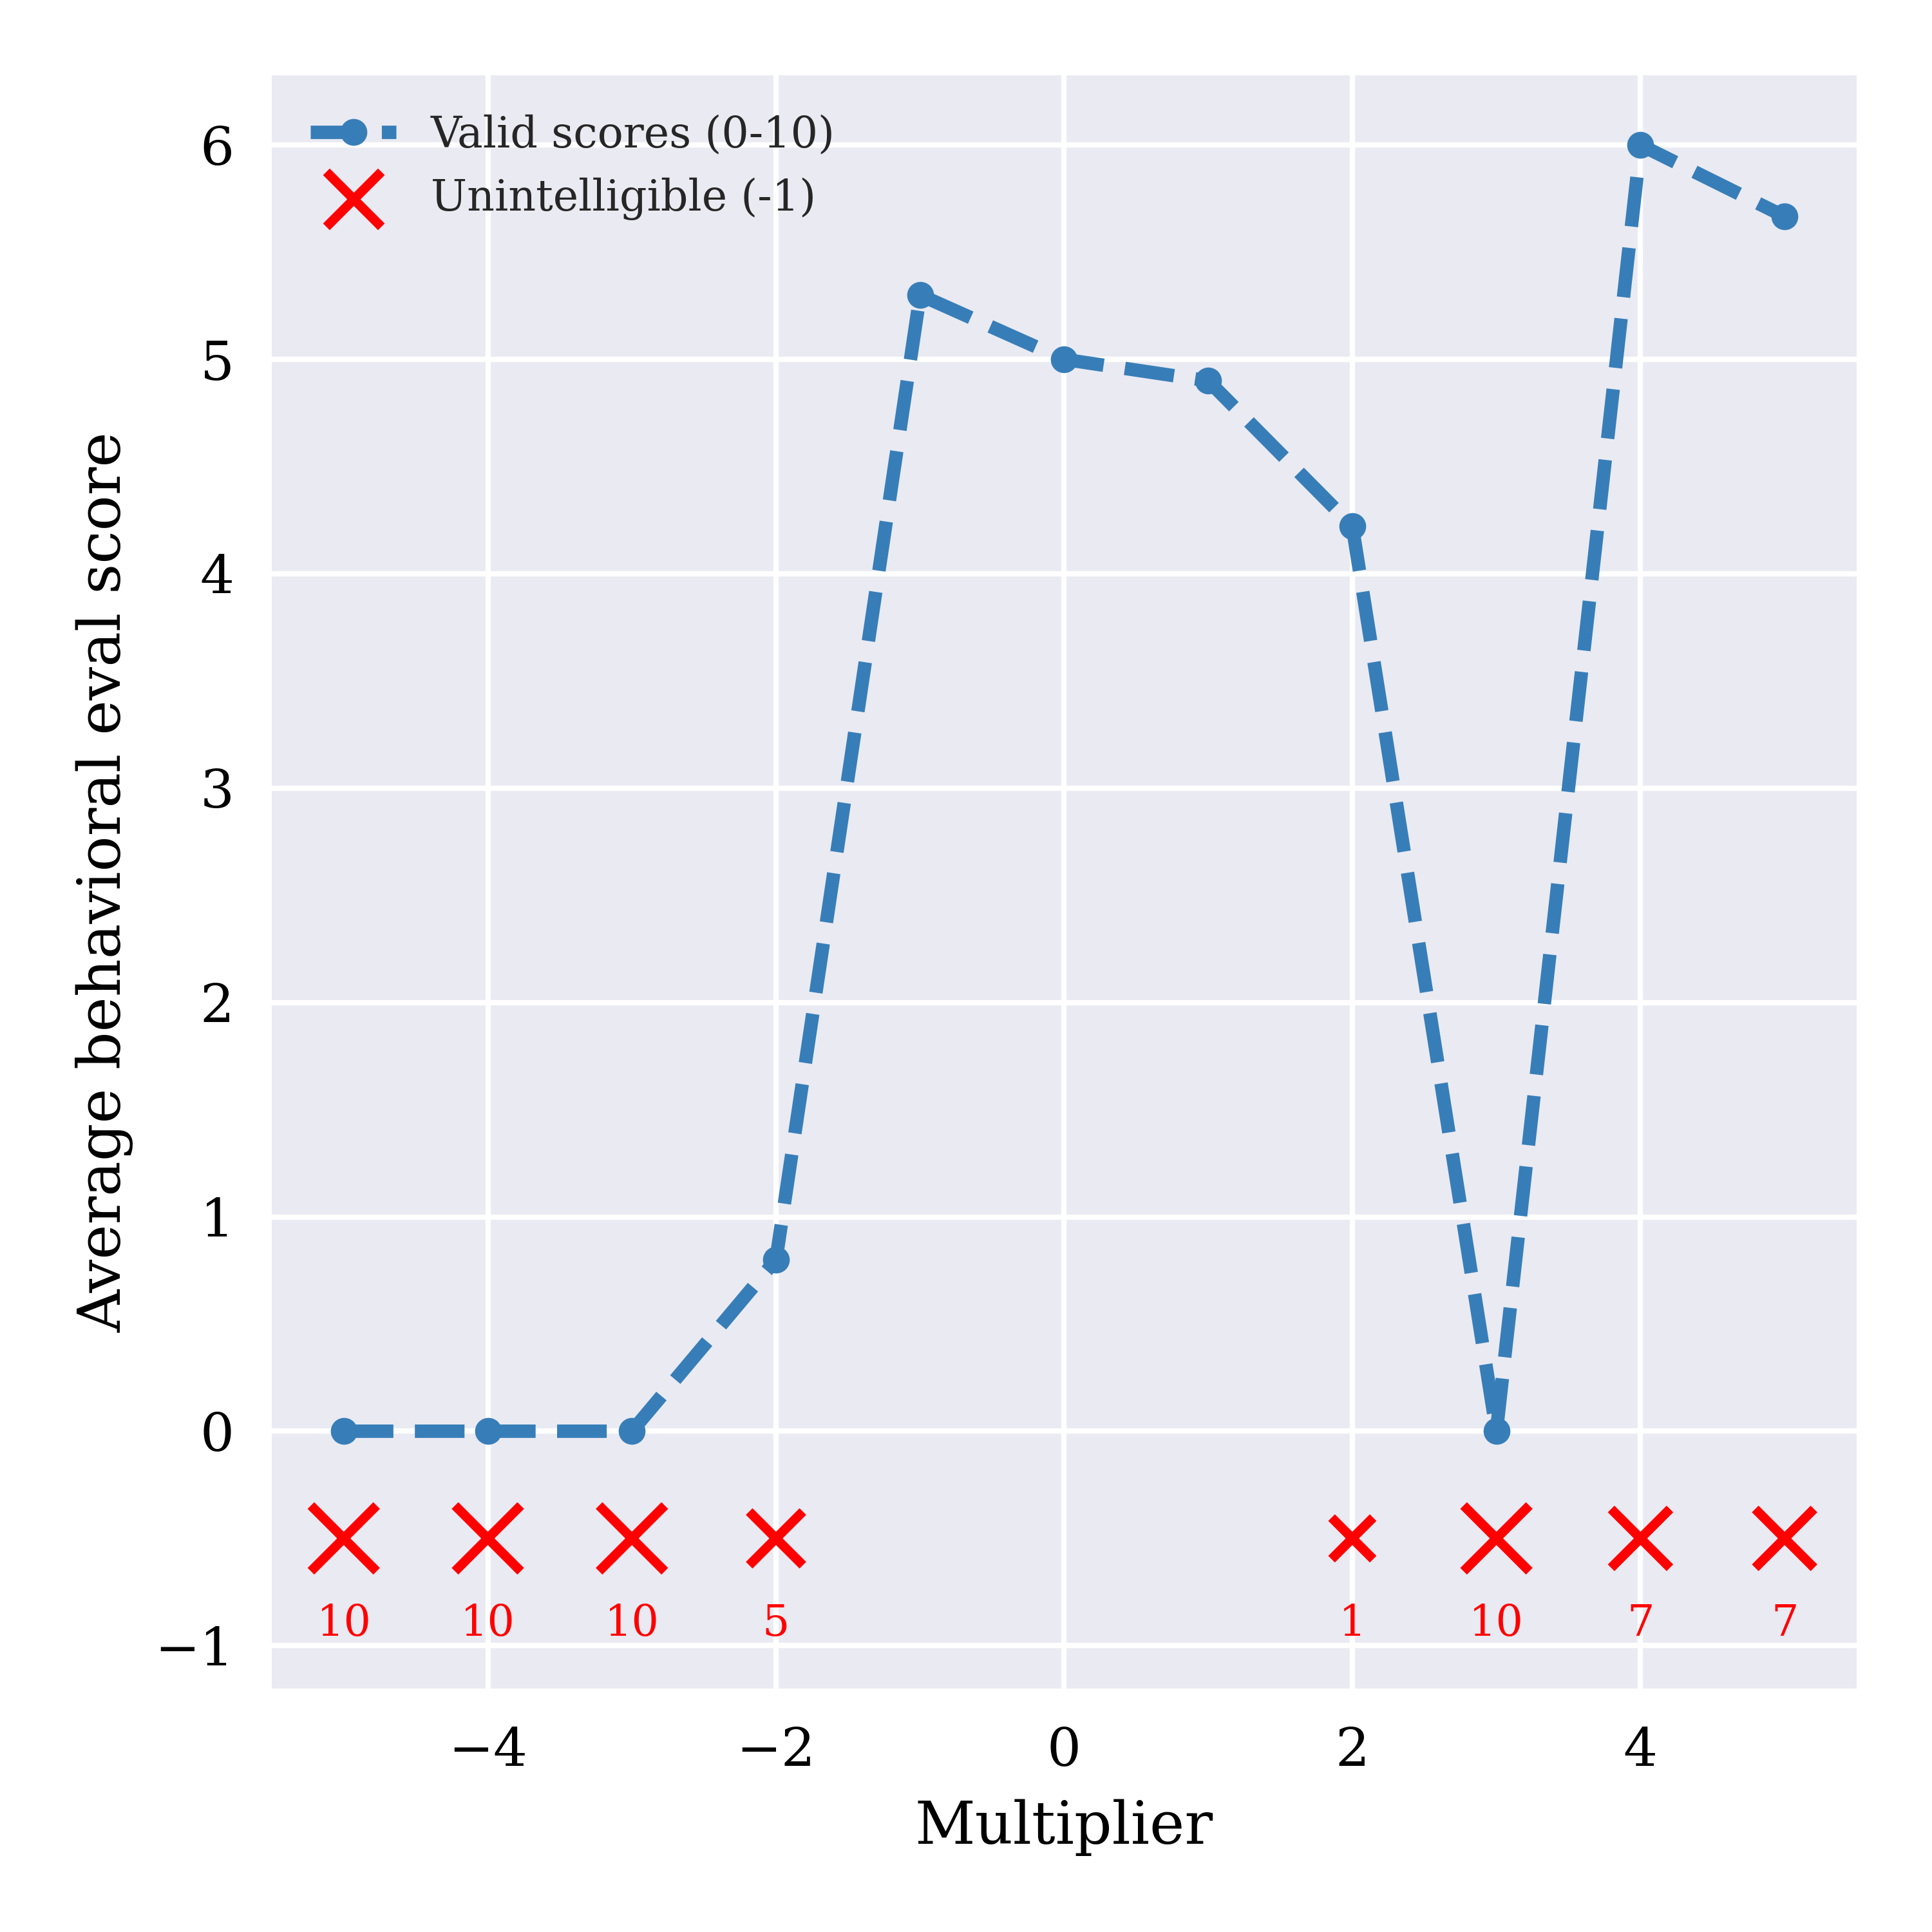 Valid scores (0-10)
Unintelligible (-1)
6
5
4
3
2
1
0
−1
Average behavioral eval score
10 10 10 5 1 10 7 7
−4 −2 0 2 4
Multiplier